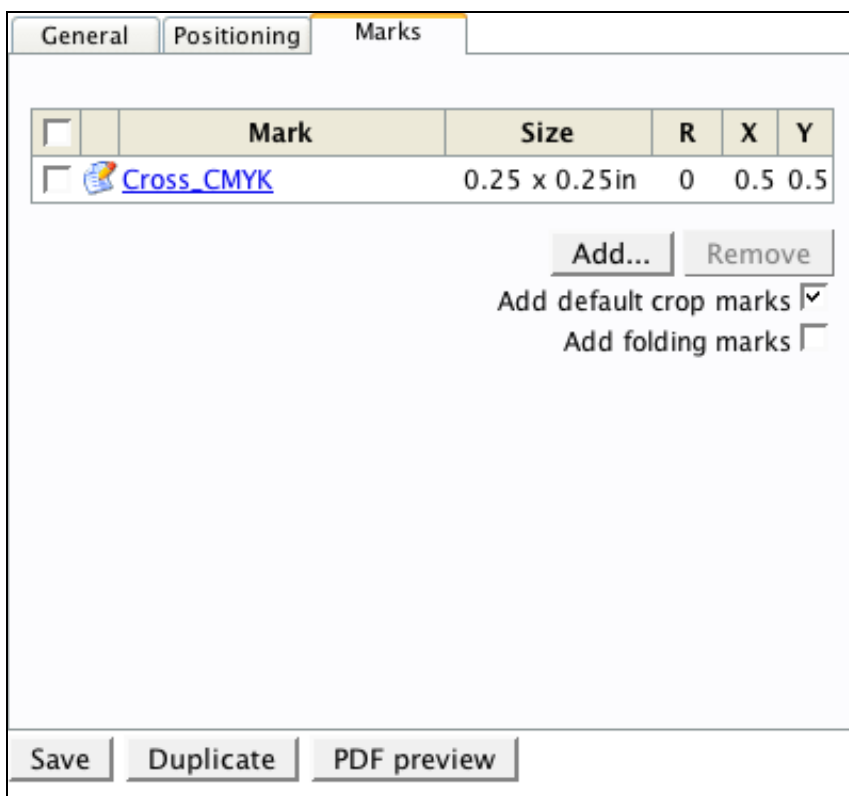 General Positioning Marks
Mark Size R X Y
Cross_CMYK 0.25 x 0.25in 0 0.5 0.5
Add... Remove
Add default crop marks
Add folding marks
Save Duplicate PDF preview